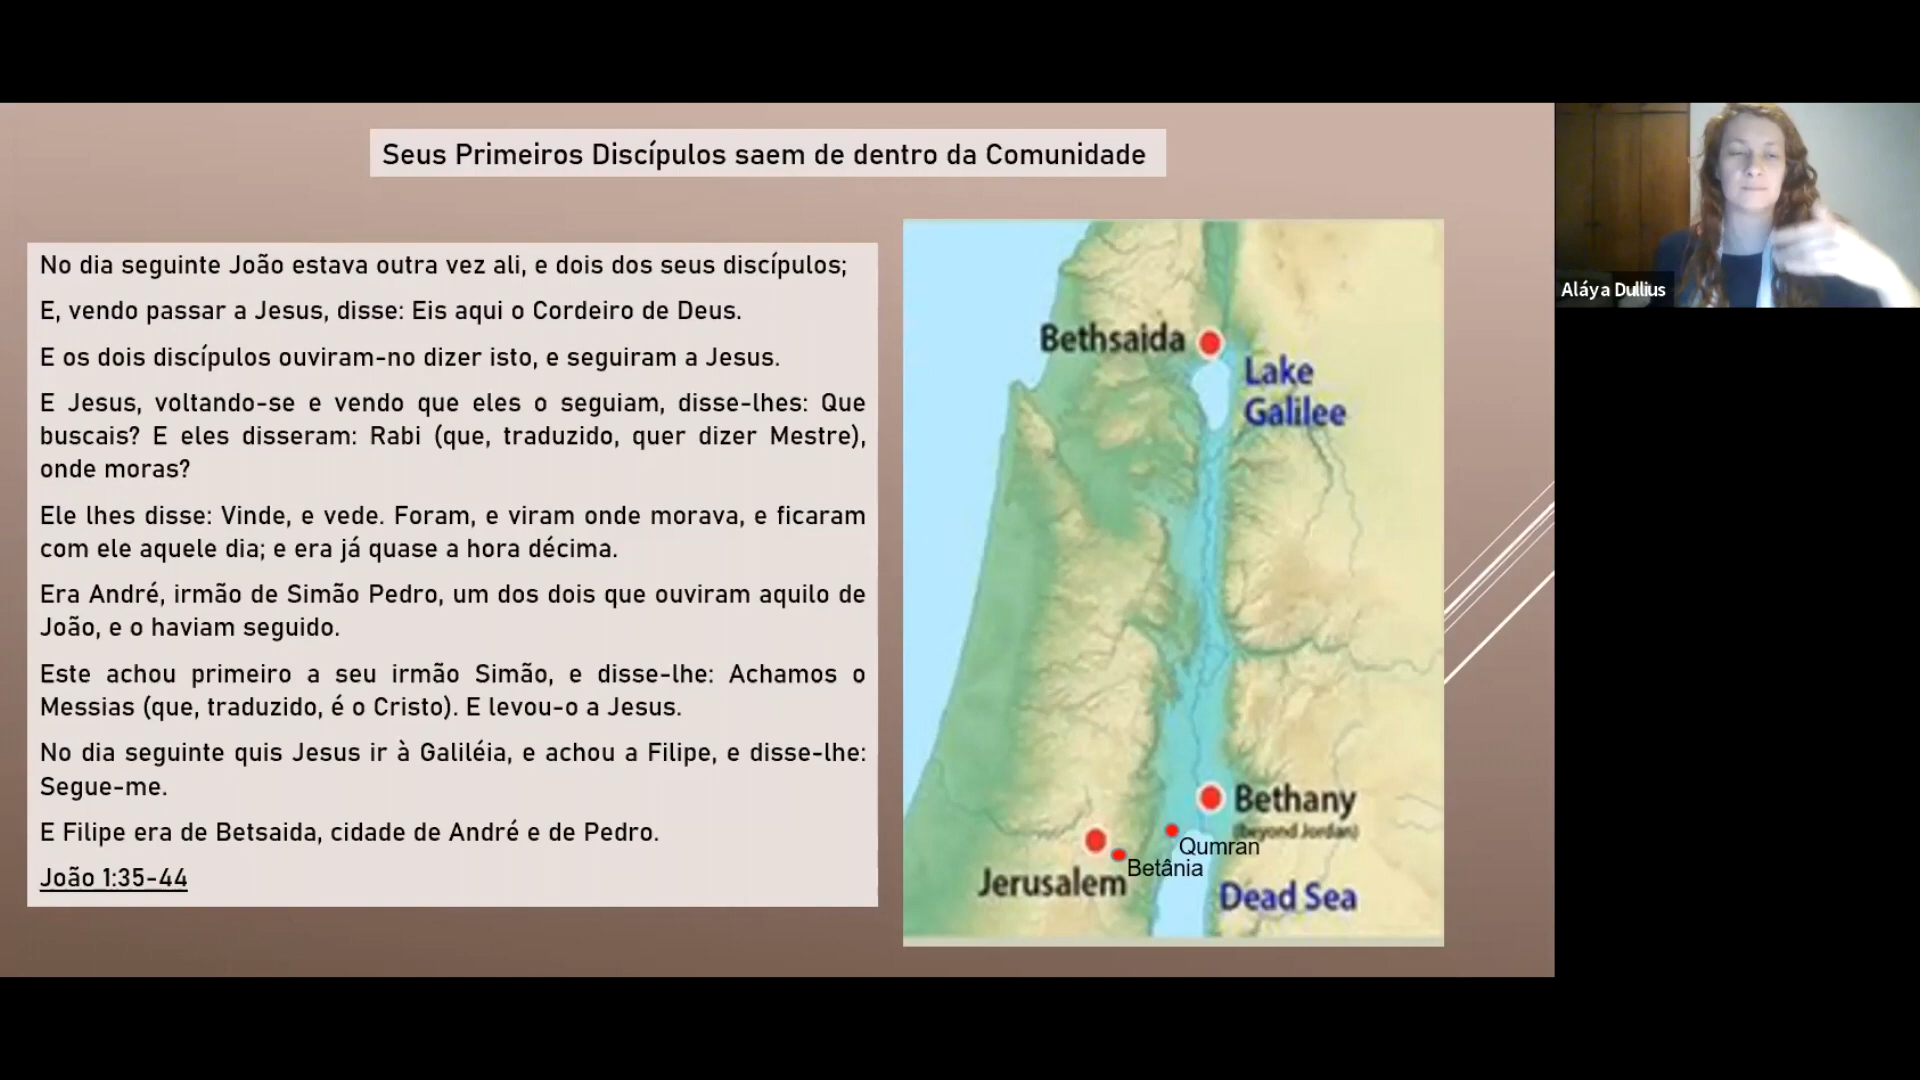 Seus Primeiros Discípulos saem de dentro da Comunidade
No dia seguinte João estava outra vez ali, e dois dos seus discípulos;
E, vendo passar a Jesus, disse: Eis aqui o Cordeiro de Deus.
E os dois discípulos ouviram-no dizer isto, e seguiram a Jesus.
E Jesus, voltando-se e vendo que eles o seguiam, disse-lhes: Que
buscais? E eles disseram: Rabi (que, traduzido, quer dizer Mestre),
onde moras?
Ele lhes disse: Vinde, e vede. Foram, e viram onde morava, e ficaram
com ele aquele dia; e era já quase a hora décima.
Era André, irmão de Simão Pedro, um dos dois que ouviram aquilo de
João, e o haviam seguido.
Este achou primeiro a seu irmão Simão, e disse-lhe: Achamos o
Messias (que, traduzido, é o Cristo). E levou-o a Jesus.
No dia seguinte quis Jesus ir à Galiléia, e achou a Filipe, e disse-lhe:
Segue-me.
E Filipe era de Betsaida, cidade de André e de Pedro.
João 1:35-44
Bethsaida
Lake
Galilee
Bethany
(beyond Jordan)
Qumran
Betânia
Jerusalem
Dead Sea
Aláya Dullius